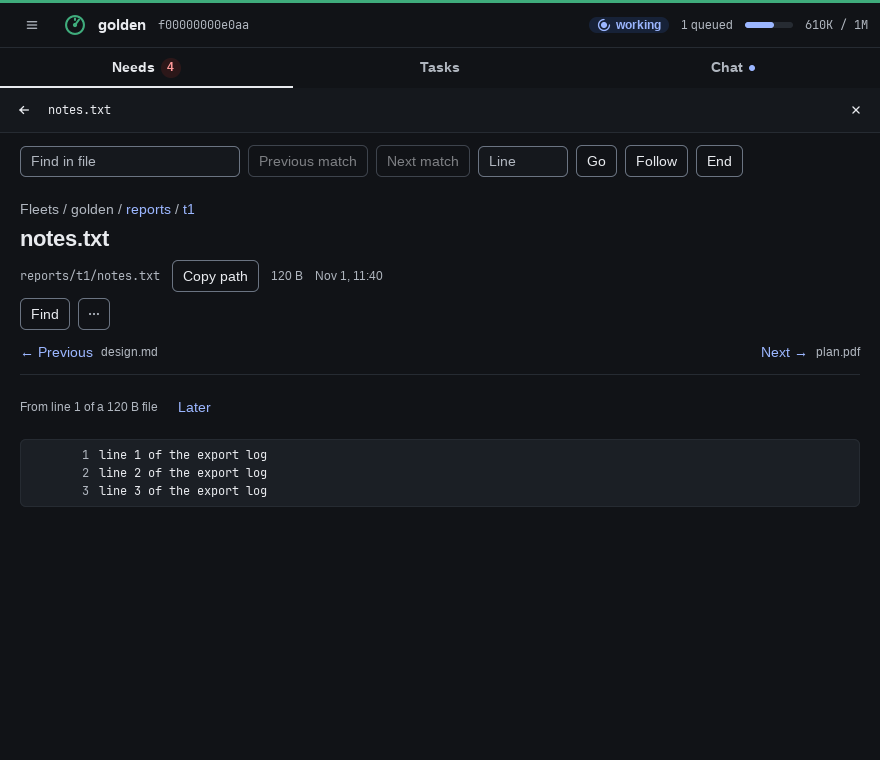 golden f00000000e0aa working 1 queued 610K / 1M
Needs 4 Tasks Chat
notes.txt
Find in file Previous match Next match Line Go Follow End
Fleets / golden / reports / t1
notes.txt
reports/t1/notes.txt Copy path 120 B Nov 1, 11:40
Find ...
← Previous design.md Next → plan.pdf
From line 1 of a 120 B file Later
1 line 1 of the export log
2 line 2 of the export log
3 line 3 of the export log